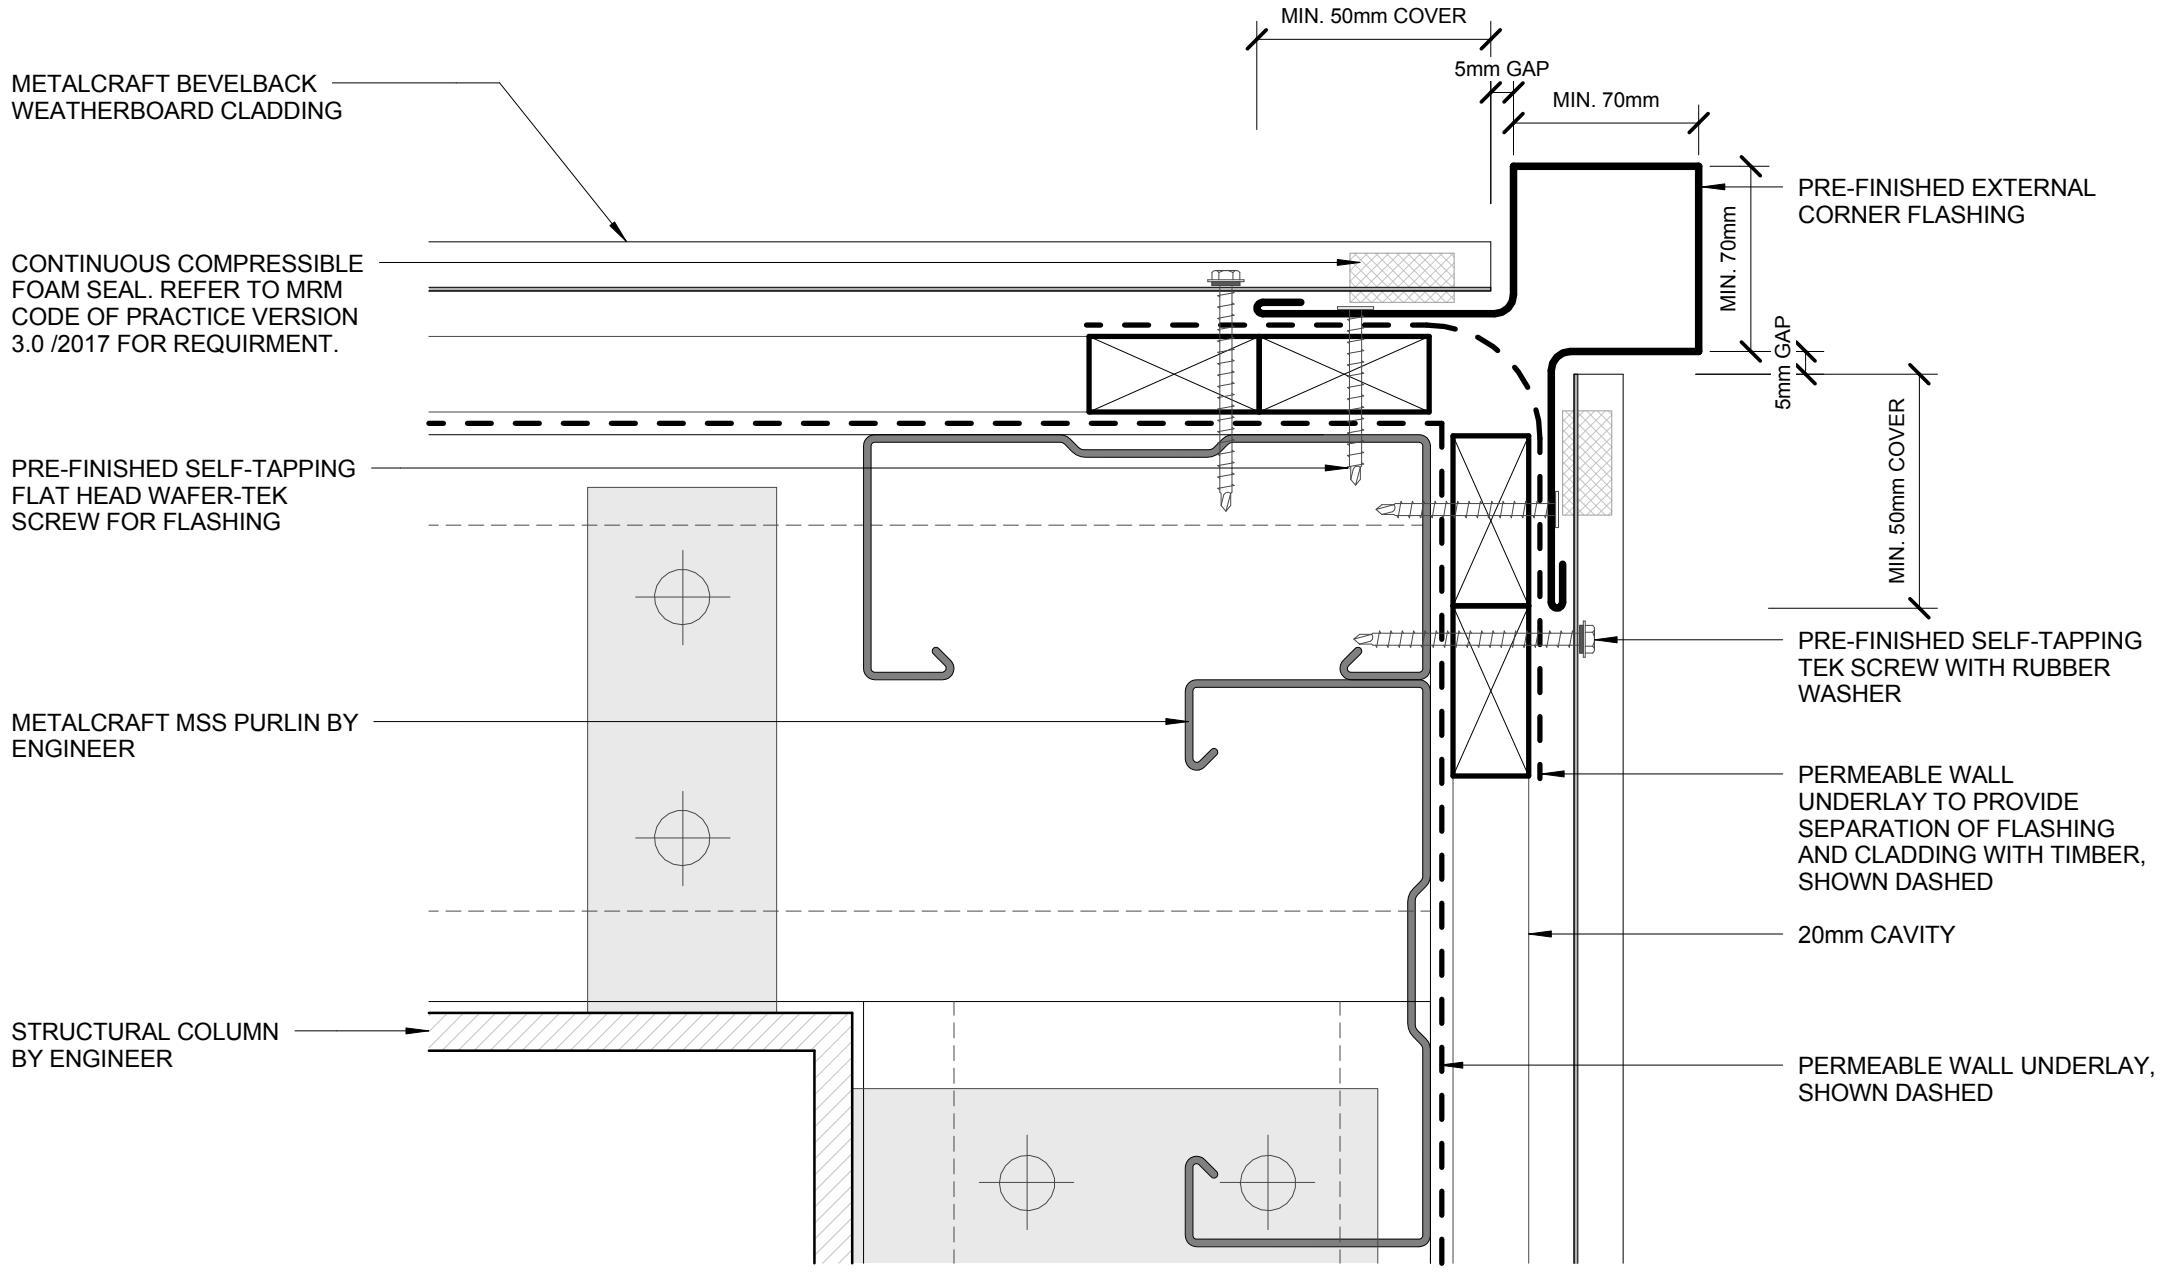 MIN. 50mm COVER
5mm GAP
MIN. 70mm
METALCRAFT BEVELBACK
WEATHERBOARD CLADDING
CONTINUOUS COMPRESSIBLE
FOAM SEAL. REFER TO MRM
CODE OF PRACTICE VERSION
3.0 /2017 FOR REQUIRMENT.
PRE-FINISHED SELF-TAPPING
FLAT HEAD WAFER-TEK
SCREW FOR FLASHING
METALCRAFT MSS PURLIN BY
ENGINEER
STRUCTURAL COLUMN
BY ENGINEER
PRE-FINISHED EXTERNAL
CORNER FLASHING
MIN. 70mm
5mm GAP
MIN. 50mm COVER
PRE-FINISHED SELF-TAPPING
TEK SCREW WITH RUBBER
WASHER
PERMEABLE WALL
UNDERLAY TO PROVIDE
SEPARATION OF FLASHING
AND CLADDING WITH TIMBER,
SHOWN DASHED
20mm CAVITY
PERMEABLE WALL UNDERLAY,
SHOWN DASHED